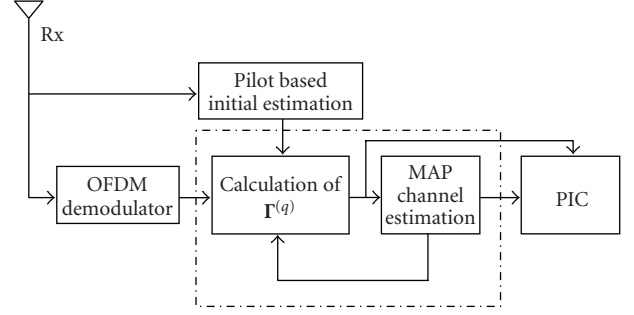 Rx
Pilot based
initial estimation
OFDM
demodulator
Calculation of
Γ(q)
MAP
channel
estimation
PIC